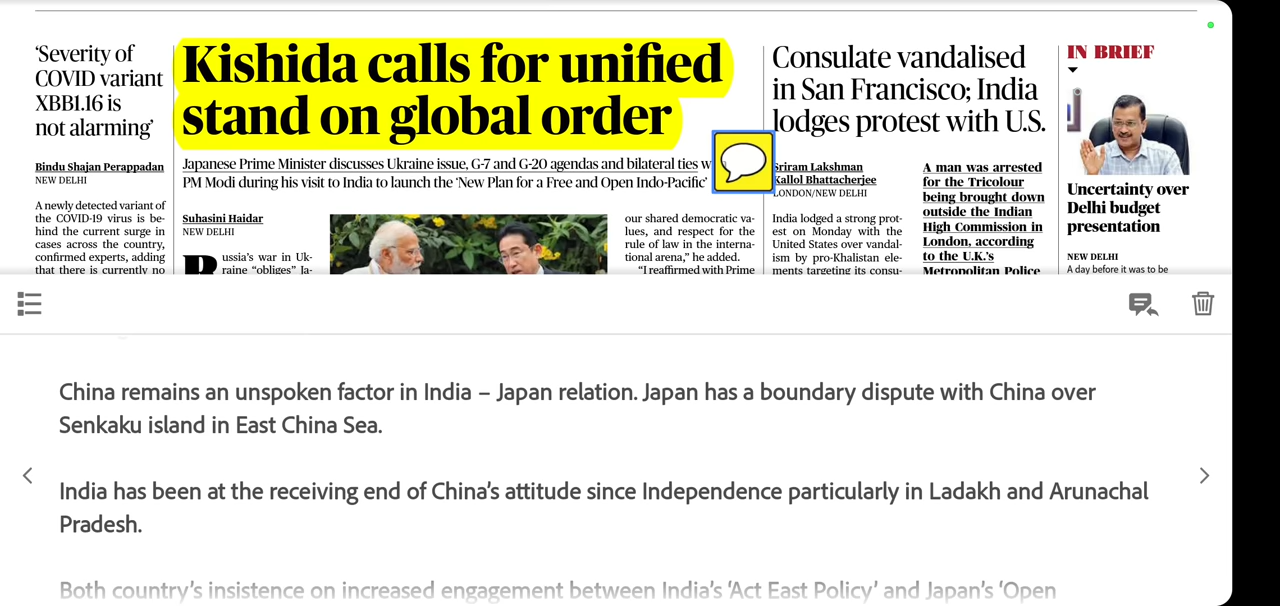 ‘Severity of
COVID variant
XBB1.16 is
not alarming’
Bindu Shajan Perappadan
NEW DELHI
A newly detected variant of
the COVID-19 virus is be-
hind the current surge in
cases across the country,
confirmed experts, adding
that there is currently no
Kishida calls for unified
stand on global order
Japanese Prime Minister discusses Ukraine issue, G-7 and G-20 agendas and bilateral ties w
PM Modi during his visit to India to launch the ‘New Plan for a Free and Open Indo-Pacific’
Suhasini Haidar
NEW DELHI
Russia’s war in Uk-
raine “obliges” Ja-
our shared democratic va-
lues, and respect for the
rule of law in the interna-
tional arena,” he added.
“I reaffirmed with Prime
Consulate vandalised
in San Francisco; India
lodges protest with U.S.
Sriram Lakshman
Kallol Bhattacherjee
LONDON/NEW DELHI
India lodged a strong prot-
est on Monday with the
United States over vandal-
ism by pro-Khalistan ele-
ments targeting its consu-
A man was arrested
for the Tricolour
being brought down
outside the Indian
High Commission in
London, according
to the U.K.’s
Metropolitan Police
IN BRIEF
Uncertainty over
Delhi budget
presentation
NEW DELHI
A day before it was to be
China remains an unspoken factor in India – Japan relation. Japan has a boundary dispute with China over
Senkaku island in East China Sea.
India has been at the receiving end of China’s attitude since Independence particularly in Ladakh and Arunachal
Pradesh.
Both country’s insistence on increased engagement between India’s ‘Act East Policy’ and Japan’s ‘Open